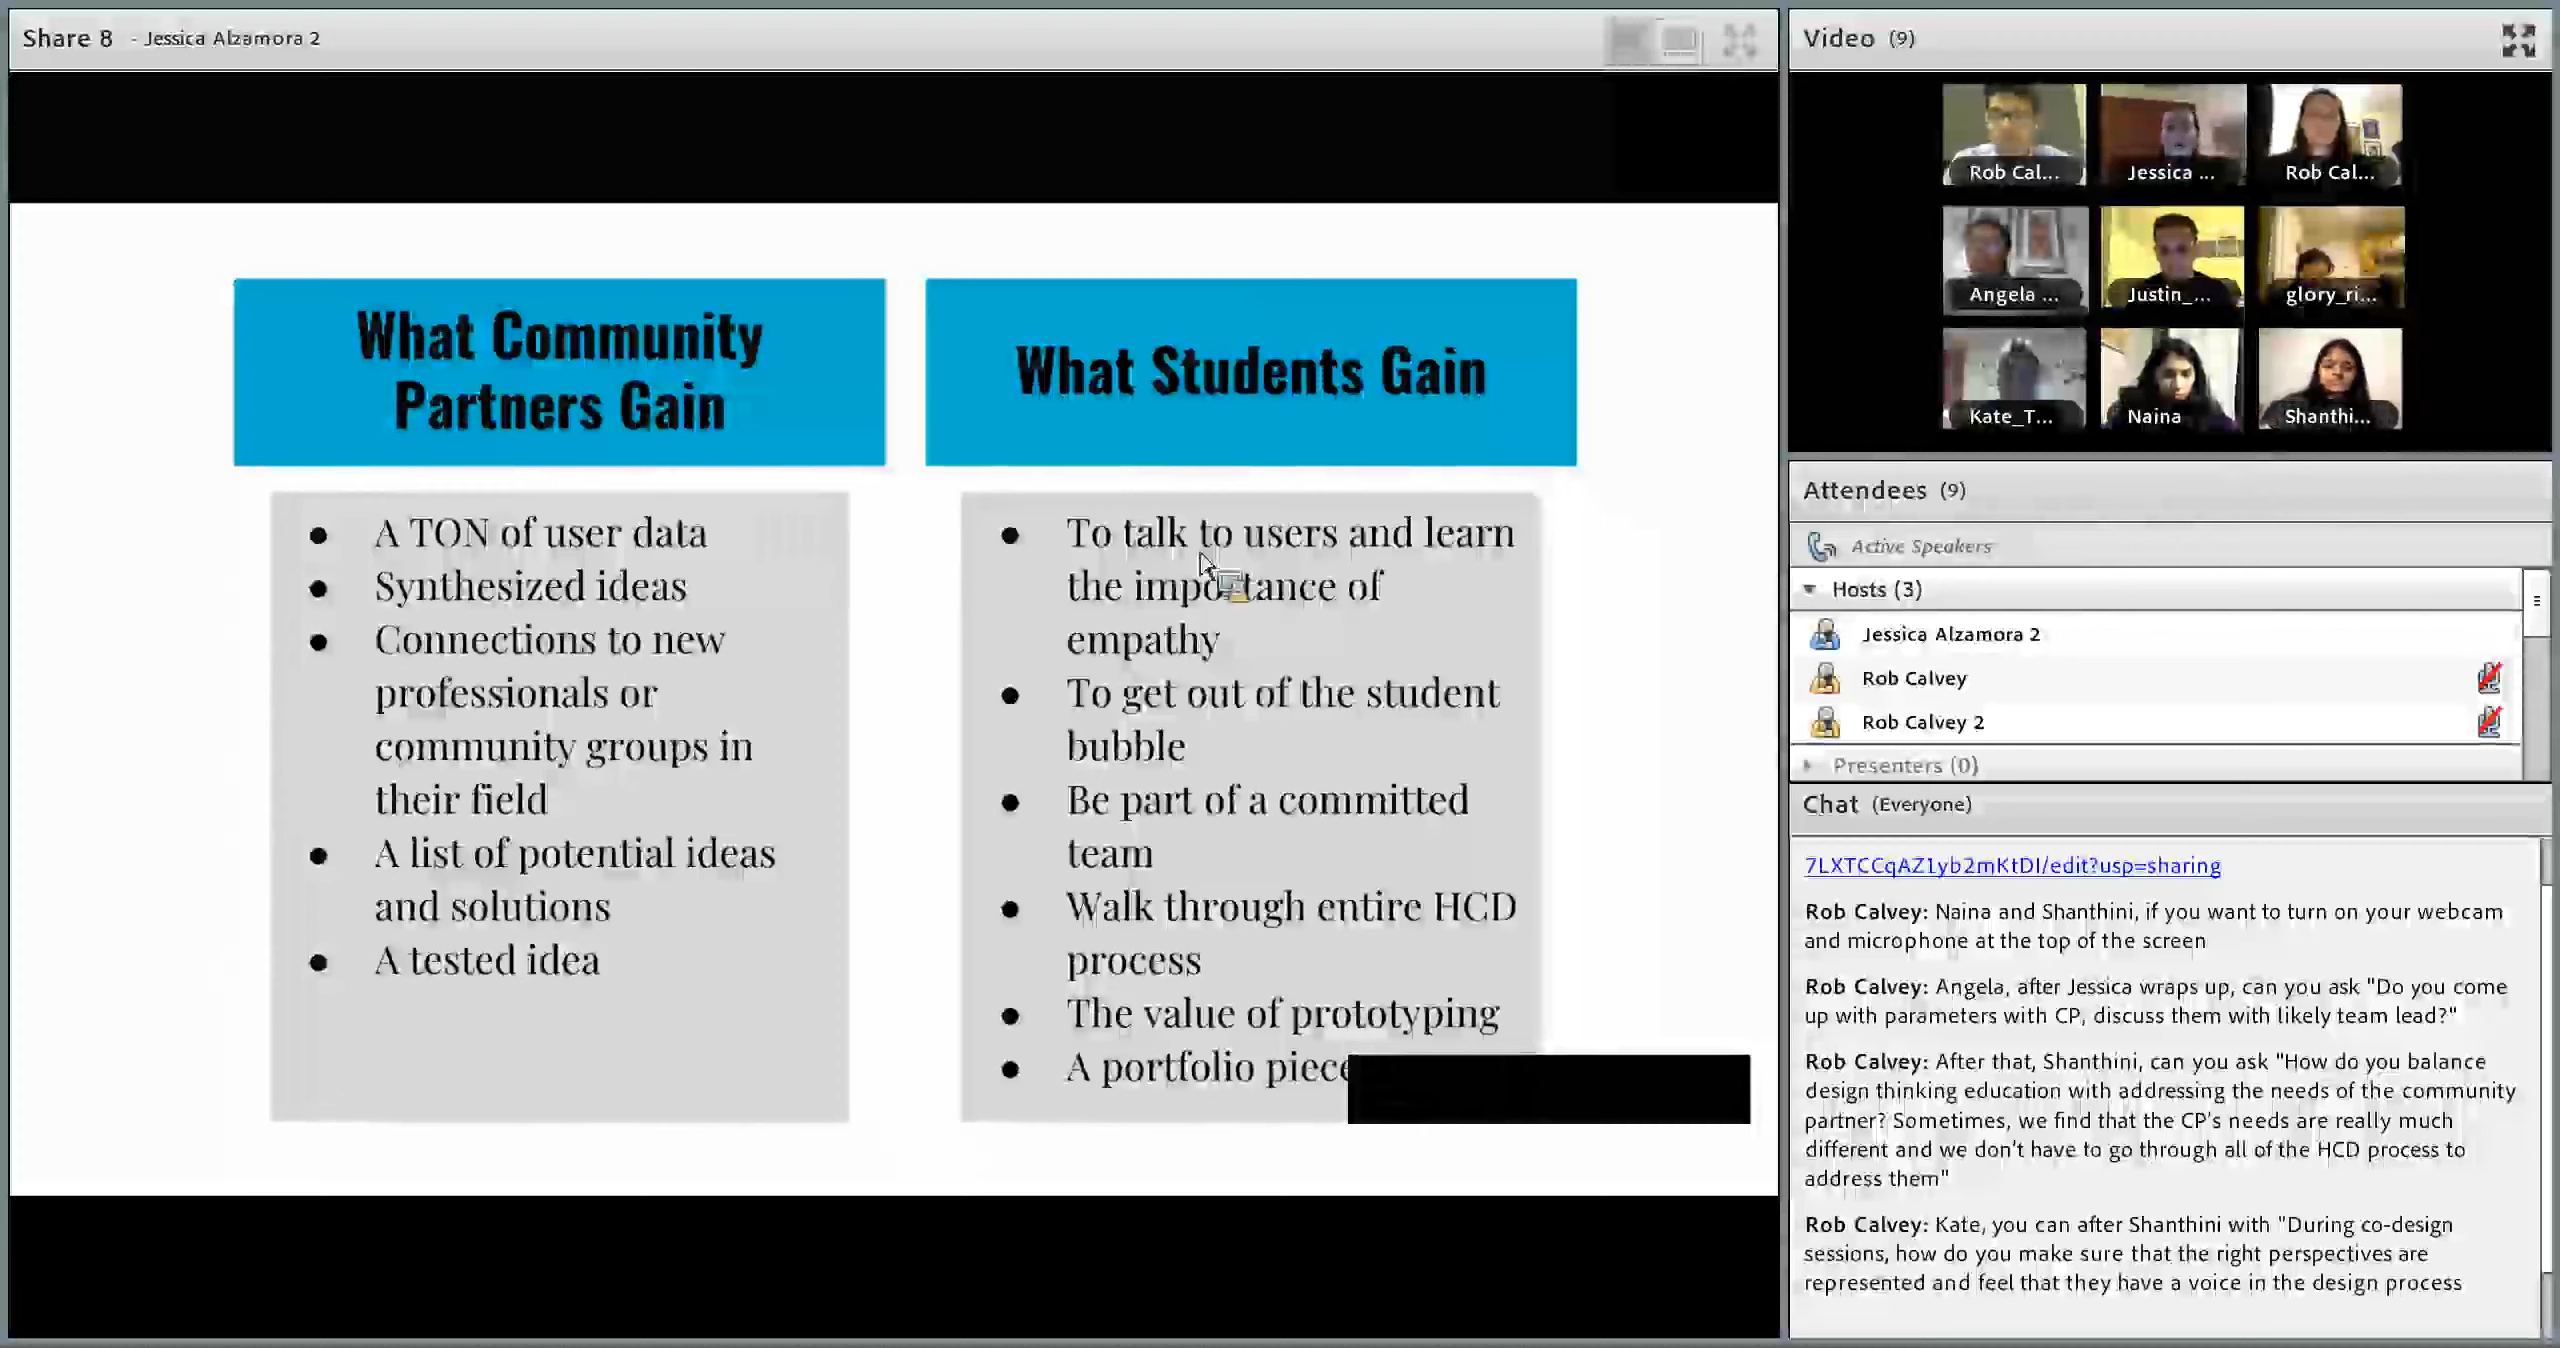 Share 8 - Jessica Alzamora 2
What Community
Partners Gain
A TON of user data
Synthesized ideas
Connections to new
professionals or
community groups in
their field
A list of potential ideas
and solutions
A tested idea
What Students Gain
To talk to users and learn
the importance of
empathy
To get out of the student
bubble
Be part of a committed
team
Walk through entire HCD
process
The value of prototyping
A portfolio piece
Video (9)
Rob Cal...
Jessica ...
Rob Cal...
Angela ...
Justin_...
glory_ri...
Kate_T...
Naina
Shanthi...
Attendees (9)
Active Speakers
Hosts (3)
Jessica Alzamora 2
Rob Calvey
Rob Calvey 2
Presenters (0)
Chat (Everyone)
7LXTCCqAZ1yb2mKtDI/edit?usp=sharing
Rob Calvey: Naina and Shanthini, if you want to turn on your webcam
and microphone at the top of the screen
Rob Calvey: Angela, after Jessica wraps up, can you ask "Do you come
up with parameters with CP, discuss them with likely team lead?"
Rob Calvey: After that, Shanthini, can you ask "How do you balance
design thinking education with addressing the needs of the community
partner? Sometimes, we find that the CP's needs are really much
different and we don't have to go through all of the HCD process to
address them"
Rob Calvey: Kate, you can after Shanthini with "During co-design
sessions, how do you make sure that the right perspectives are
represented and feel that they have a voice in the design process